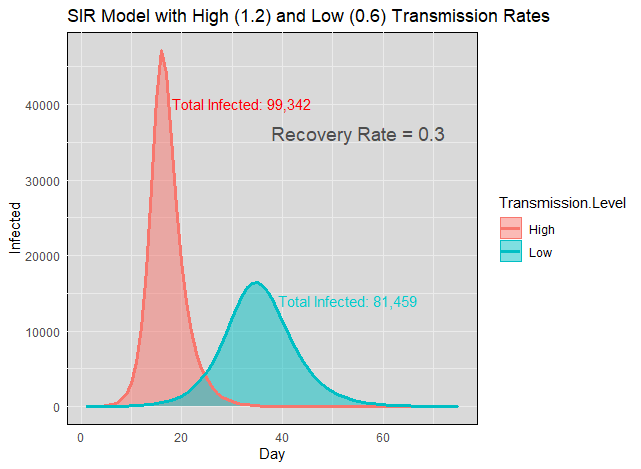 SIR Model with High (1.2) and Low (0.6) Transmission Rates
Total Infected: 99,342
Recovery Rate = 0.3
Total Infected: 81,459
Infected
40000
30000
20000
10000
0
0 20 40 60
Day
Transmission.Level
High
Low